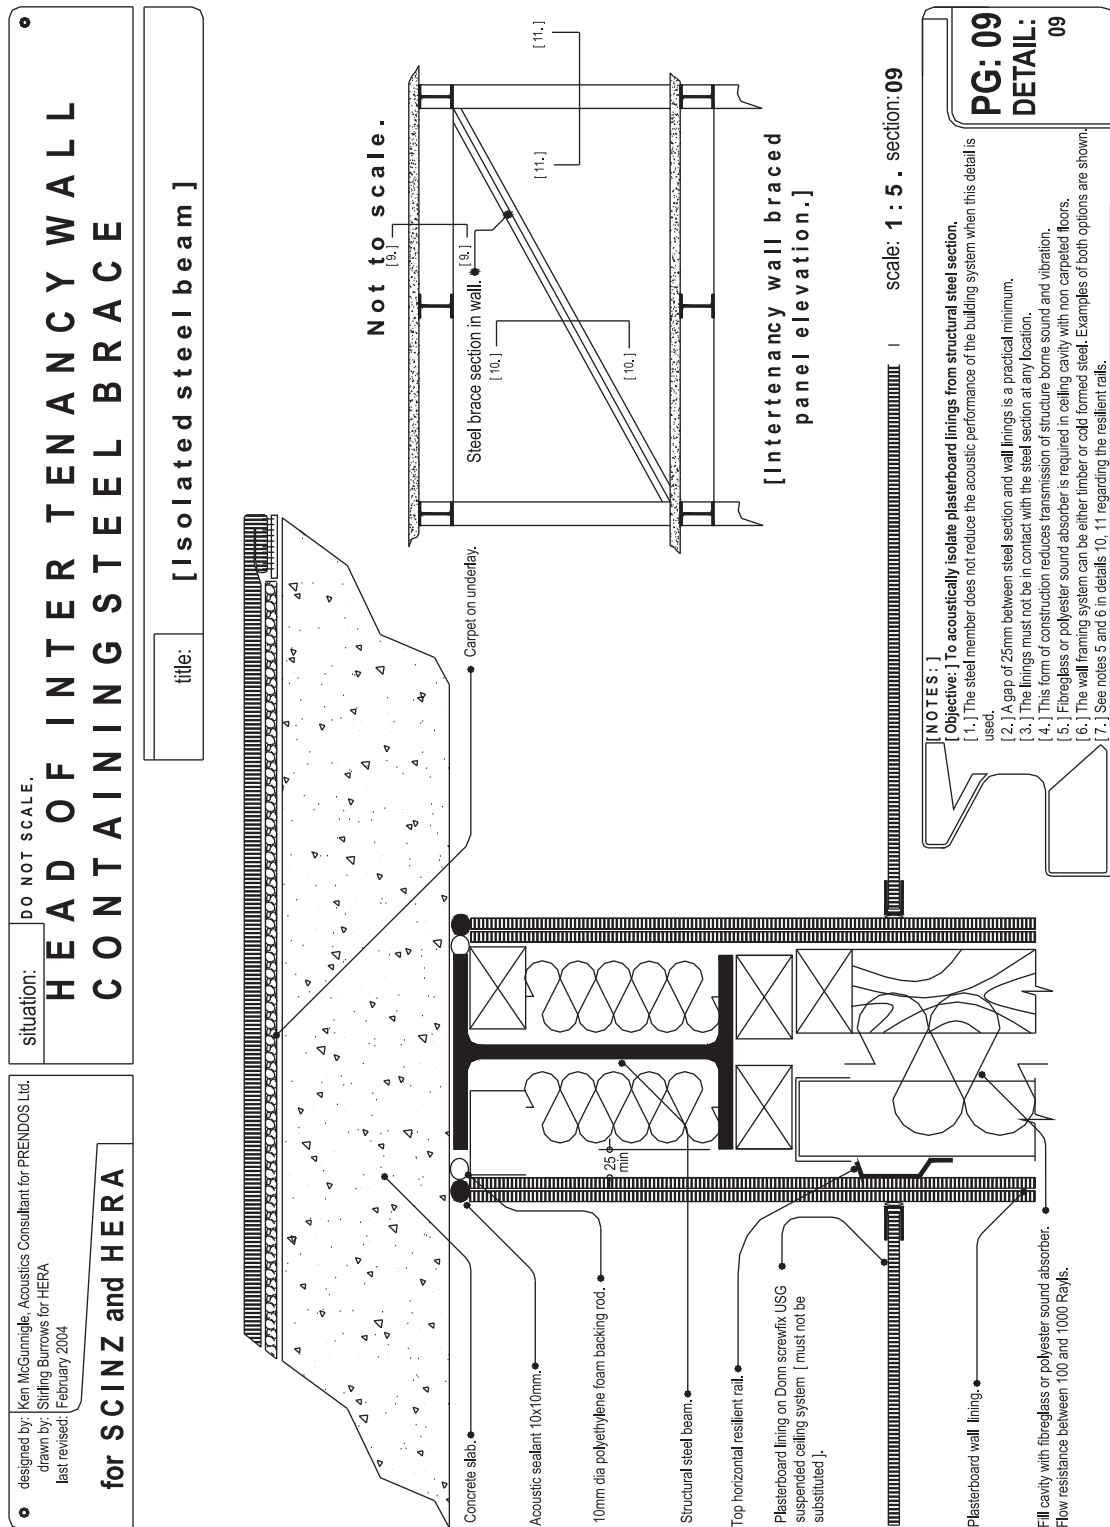 designed by: Ken McGunnigle, Acoustics Consultant for PRENDOS Ltd.
drawn by: Stirling Burrows for HERA
last revised: February 2004
for SCINZ and HERA
situation:
DO NOT SCALE.
HEAD OF INTER TENANCY WALL
CONTAINING STEEL BRACE
title:
[Isolated steel beam]
Concrete slab.
Acoustic sealant 10x10mm.
10mm dia polyethylene foam backing rod.
Structural steel beam.
Top horizontal resilient rail.
Plasterboard lining on Donn screwfix USG
suspended ceiling system [ must not be
substituted ].
Plasterboard wall lining.
Fill cavity with fibreglass or polyester sound absorber.
Flow resistance between 100 and 1000 Rayls.
25
min
Carpet on underlay.
Not to scale.
[ 9. ]
[ 9. ]
Steel brace section in wall.
[ 10. ]
[ 10. ]
[ 11. ]
[ 11. ]
[Intertenancy wall braced
panel elevation.]
scale: 1:5. section:09
[NOTES: ]
[ Objective: ] To acoustically isolate plasterboard linings from structural steel section.
[ 1. ] The steel member does not reduce the acoustic performance of the building system when this detail is
used.
[ 2. ] A gap of 25mm between steel section and wall linings is a practical minimum.
[ 3. ] The linings must not be in contact with the steel section at any location.
[ 4. ] This form of construction reduces transmission of structure borne sound and vibration.
[ 5. ] Fibreglass or polyester sound absorber is required in ceiling cavity with non carpeted floors.
[ 6. ] The wall framing system can be either timber or cold formed steel. Examples of both options are shown.
[ 7. ] See notes 5 and 6 in details 10, 11 regarding the resilient rails.
PG: 09
DETAIL:
09